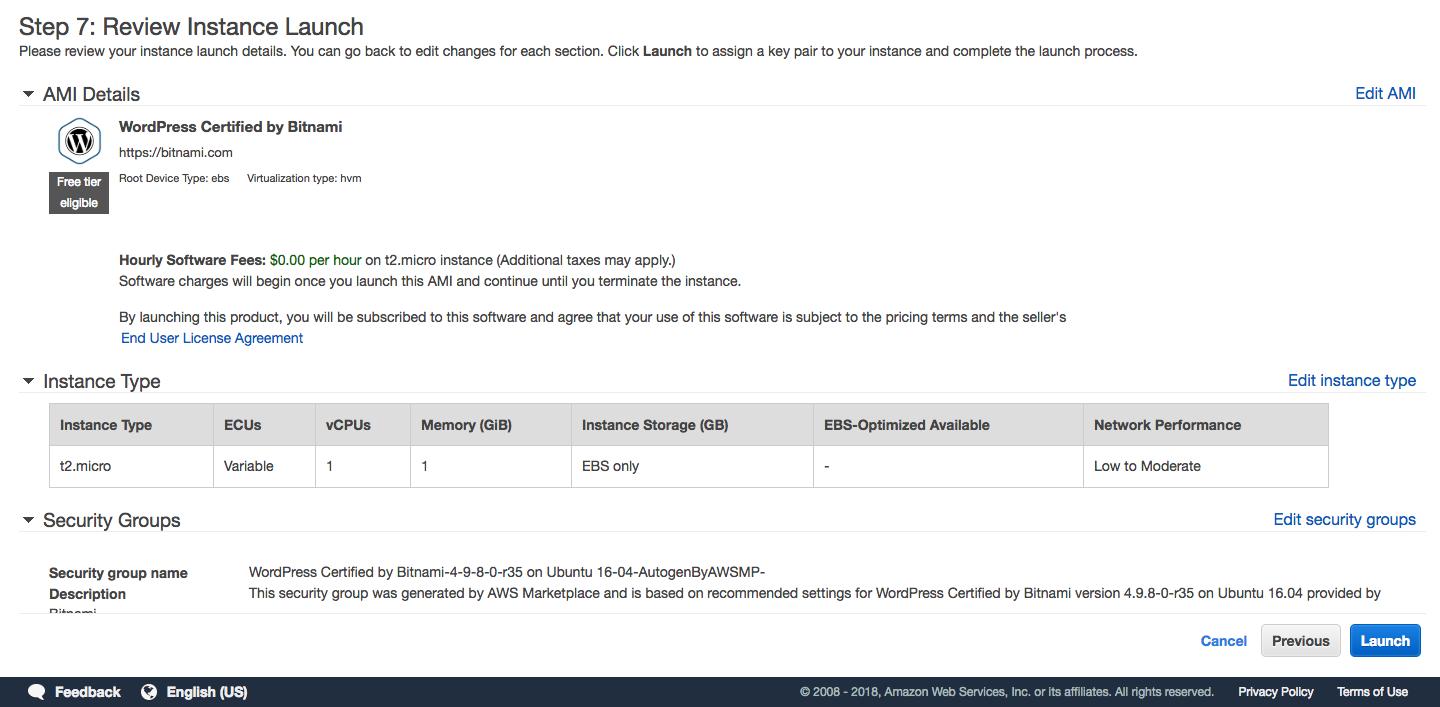 Step 7: Review Instance Launch
Please review your instance launch details. You can go back to edit changes for each section. Click Launch to assign a key pair to your instance and complete the launch process.
AMI Details
Edit AMI
WordPress Certified by Bitnami
https://bitnami.com
Free tier eligible
Root Device Type: ebs Virtualization type: hvm
Hourly Software Fees: $0.00 per hour on t2.micro instance (Additional taxes may apply.)
Software charges will begin once you launch this AMI and continue until you terminate the instance.
By launching this product, you will be subscribed to this software and agree that your use of this software is subject to the pricing terms and the seller's
End User License Agreement
Instance Type
Edit instance type
Instance Type ECUs vCPUs Memory (GiB) Instance Storage (GB) EBS-Optimized Available Network Performance
t2.micro Variable 1 1 EBS only - Low to Moderate
Security Groups
Edit security groups
Security group name WordPress Certified by Bitnami-4-9-8-0-r35 on Ubuntu 16-04-AutogenByAWSMP-
Description This security group was generated by AWS Marketplace and is based on recommended settings for WordPress Certified by Bitnami version 4.9.8-0-r35 on Ubuntu 16.04 provided by
Bitnami
Cancel Previous Launch
Feedback English (US) © 2008 - 2018, Amazon Web Services, Inc. or its affiliates. All rights reserved. Privacy Policy Terms of Use